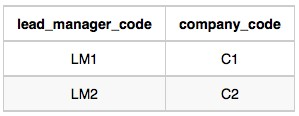 lead_manager_code company_code
LM1 C1
LM2 C2